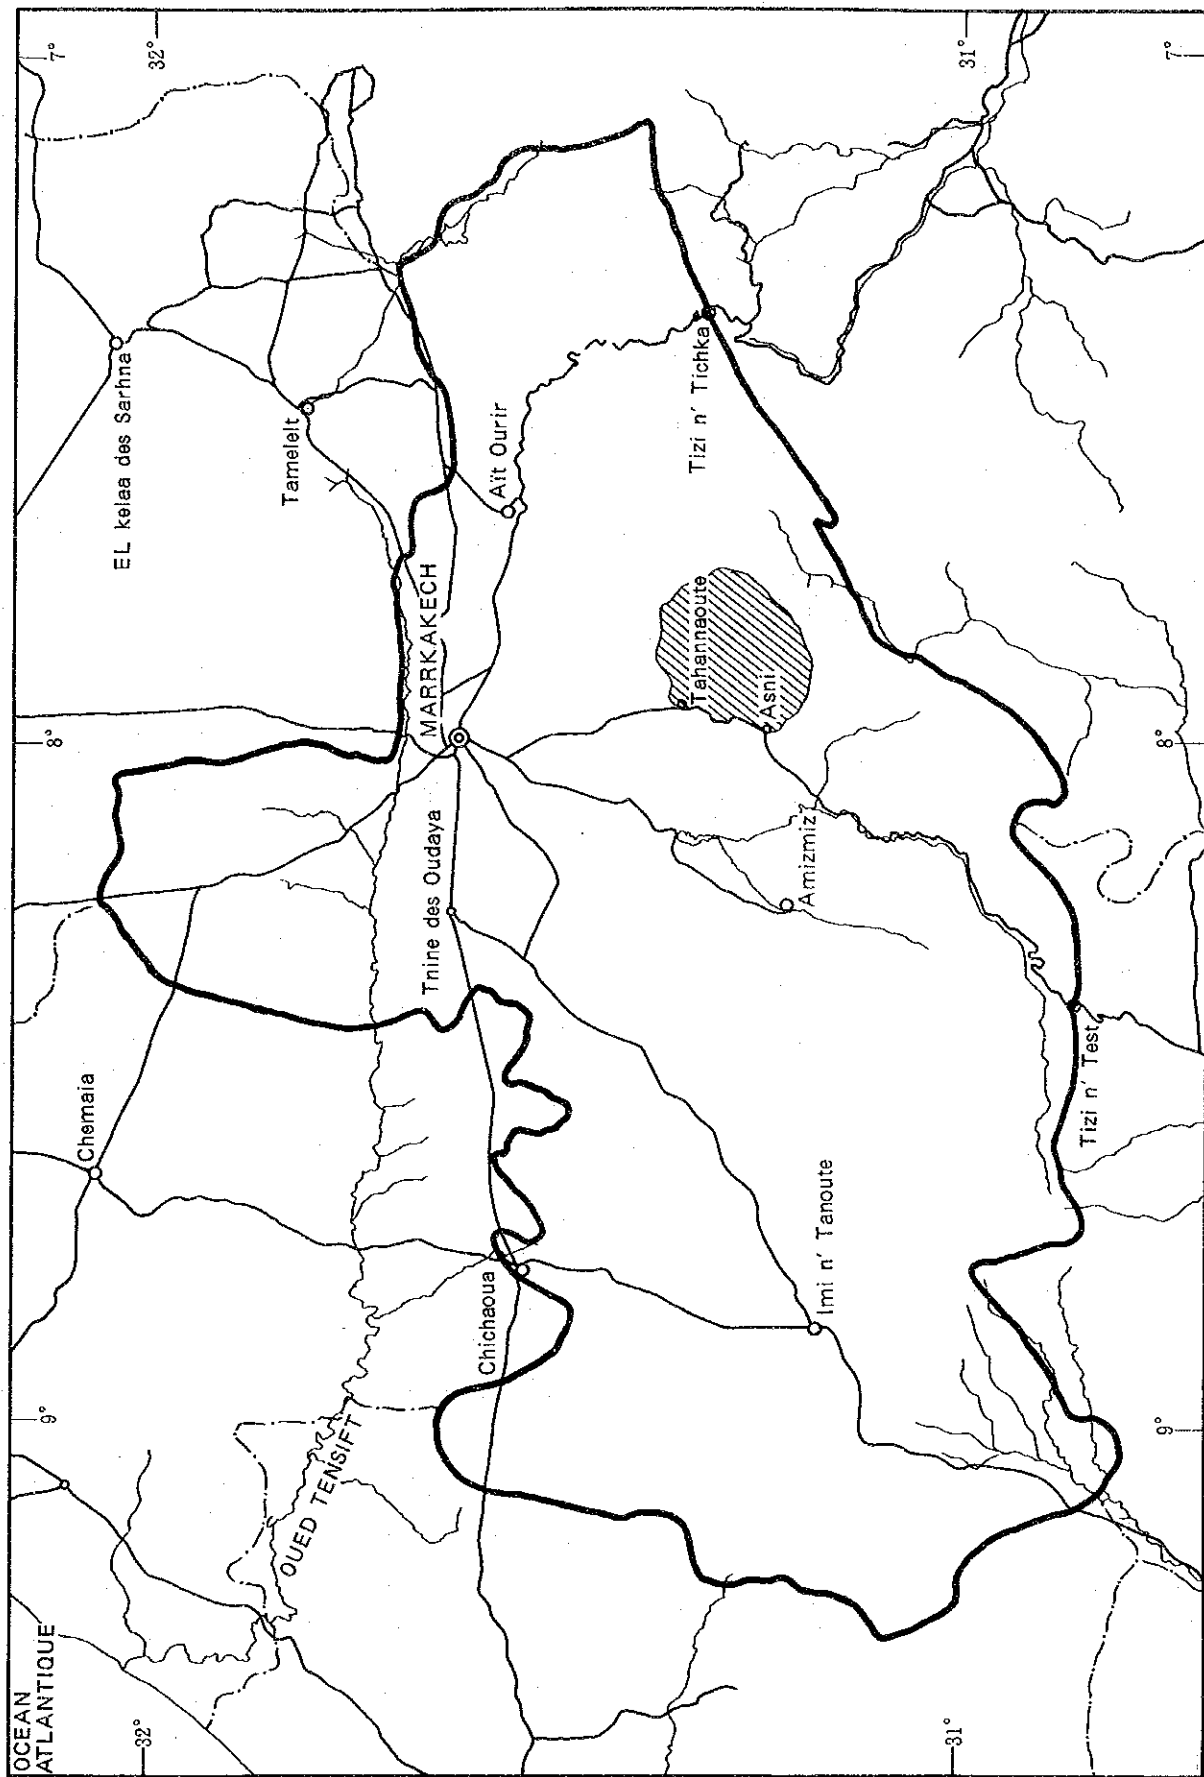 OCEAN
ATLANTIQUE
9°
8°
7°
32°
32°
EL kelaa des Sarhna
Chemaia
Tamelelt
OUED TENSIFT
MARRKAKECH
Tnine des Oudaya
Aït Ourir
Chichaoua
Tahannaoute
Tizi n' Tichka
Asni
Amizmiz
Imi n' Tanoute
31°
31°
Tizi n' Test
9°
8°
7°